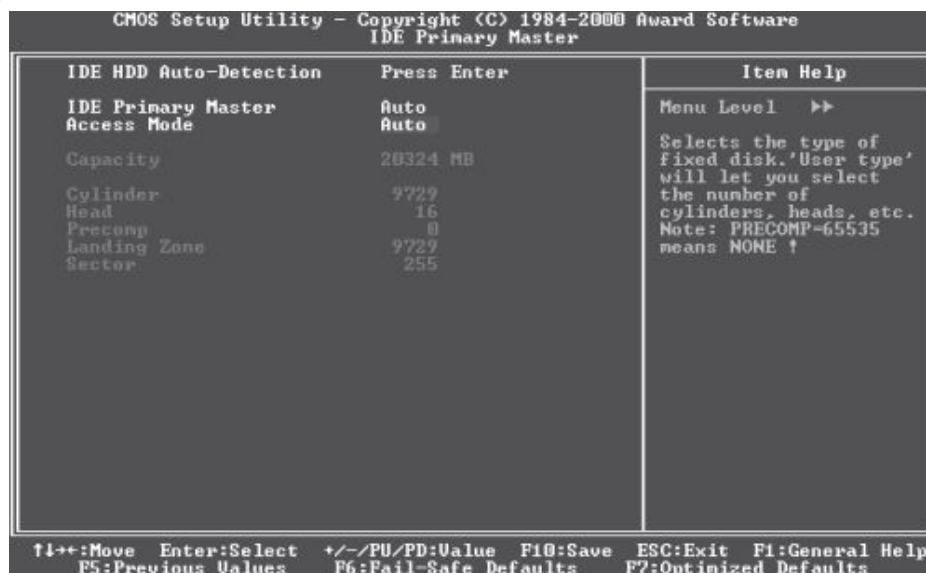 CMOS Setup Utility - Copyright (C) 1984-2000 Award Software
IDE Primary Master
IDE HDD Auto-Detection Press Enter
IDE Primary Master Auto
Access Mode Auto
Capacity 20324 MB
Cylinder 9729
Head 16
Precomp 0
Landing Zone 9729
Sector 255
Item Help
Menu Level ▸▸
Selects the type of
fixed disk.'User type'
will let you select
the number of
cylinders, heads, etc.
Note: PRECOMP=65535
means NONE !
↑↓→←:Move Enter:Select +/-/PU/PD:Value F10:Save ESC:Exit F1:General Help
F5:Previous Values F6:Fail-Safe Defaults F7:Optimized Defaults